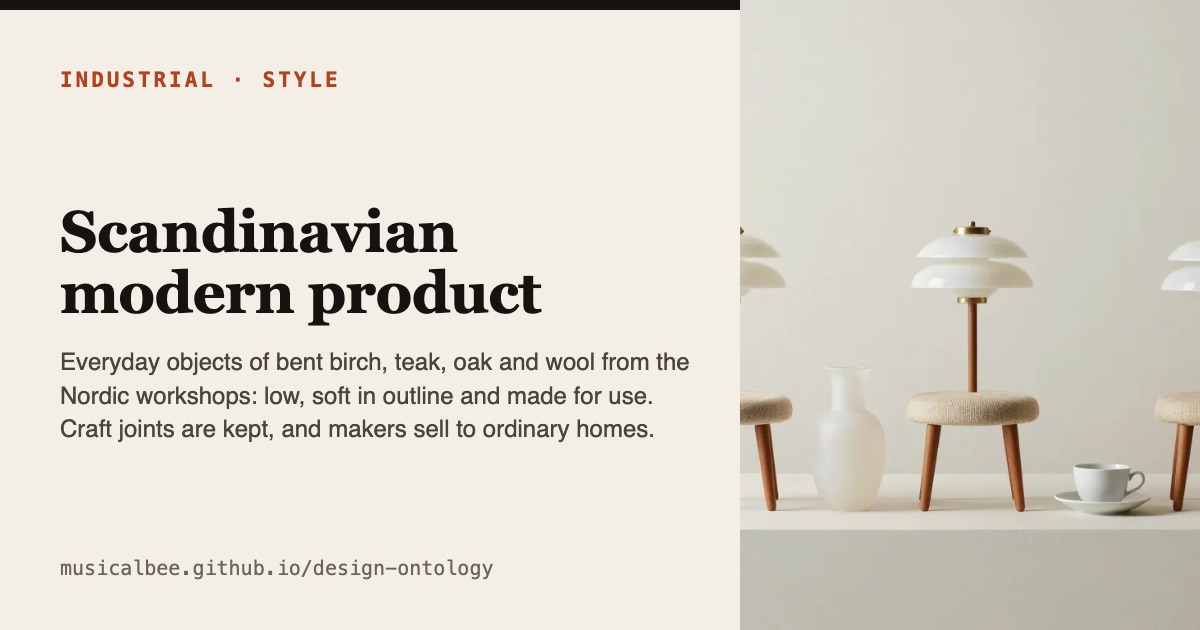 INDUSTRIAL · STYLE
Scandinavian
modern product
Everyday objects of bent birch, teak, oak and wool from the
Nordic workshops: low, soft in outline and made for use.
Craft joints are kept, and makers sell to ordinary homes.
musicalbee.github.io/design-ontology